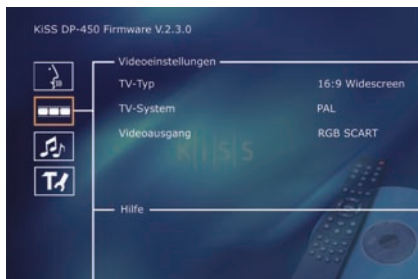 KiSS DP-450 Firmware V.2.3.0
Videoeinstellungen
TV-Typ 16:9 Widescreen
TV-System PAL
Videoausgang RGB SCART
KISS
Hilfe